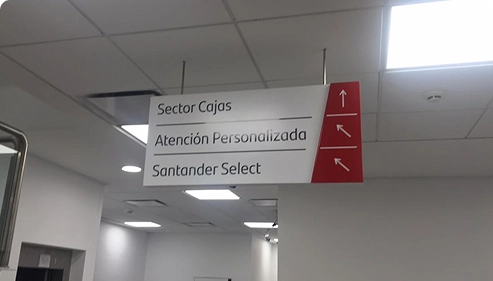 Sector Cajas
Atención Personalizada
Santander Select